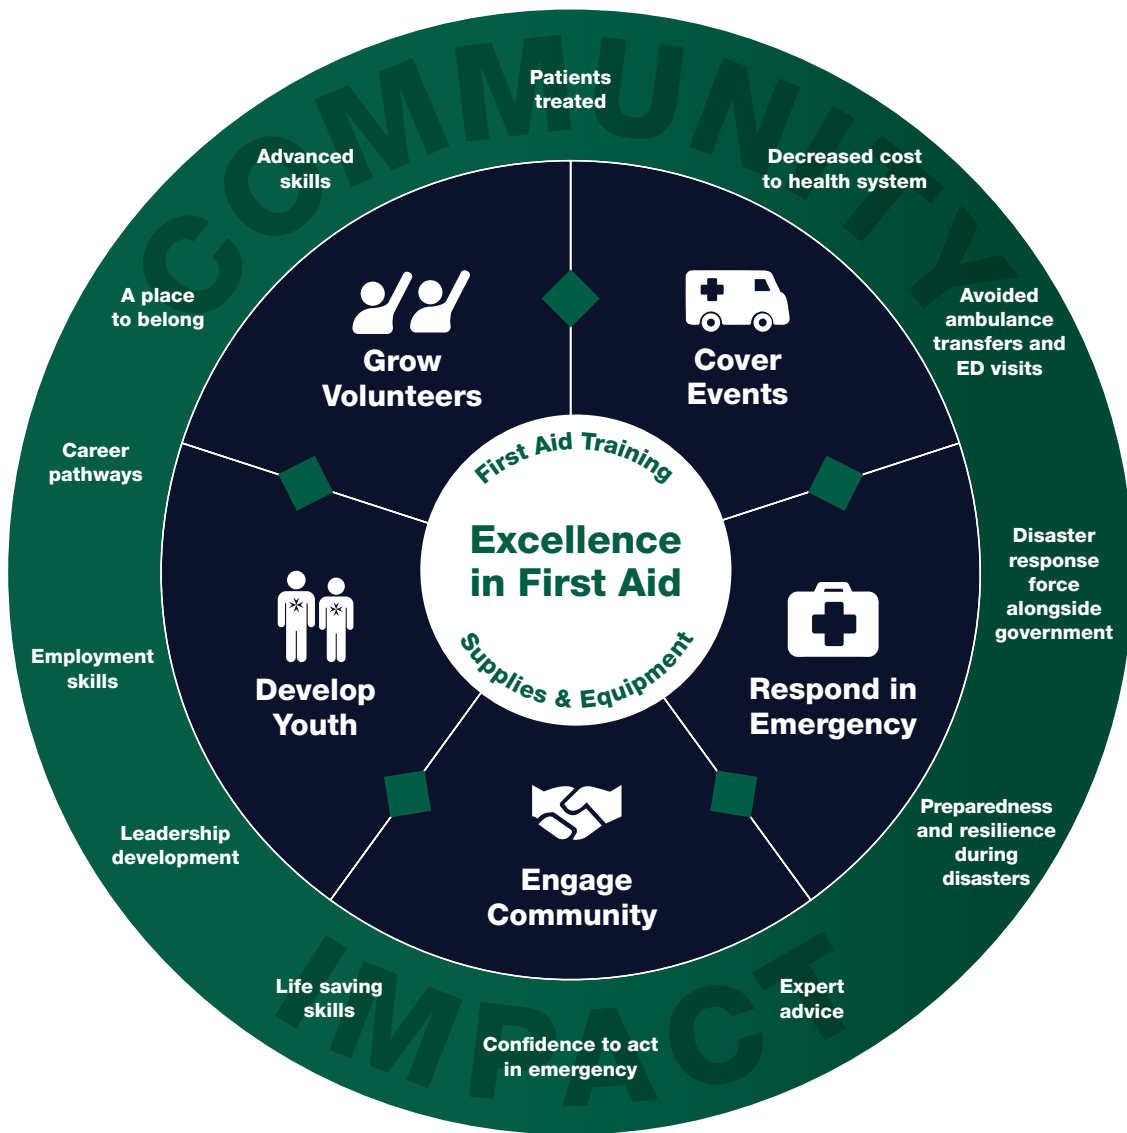 COMMUNITY
Patients
treated
Decreased cost
to health system
Avoided
ambulance
transfers and
ED visits
Disaster
response
force
alongside
government
Preparedness
and resilience
during
disasters
Expert
advice
Confidence to act
in emergency
Life saving
skills
Leadership
development
Employment
skills
Career
pathways
A place
to belong
Advanced
skills
IMPACT
Grow
Volunteers
Cover
Events
Respond in
Emergency
Engage
Community
Develop
Youth
First Aid Training
Excellence
in First Aid
Supplies & Equipment